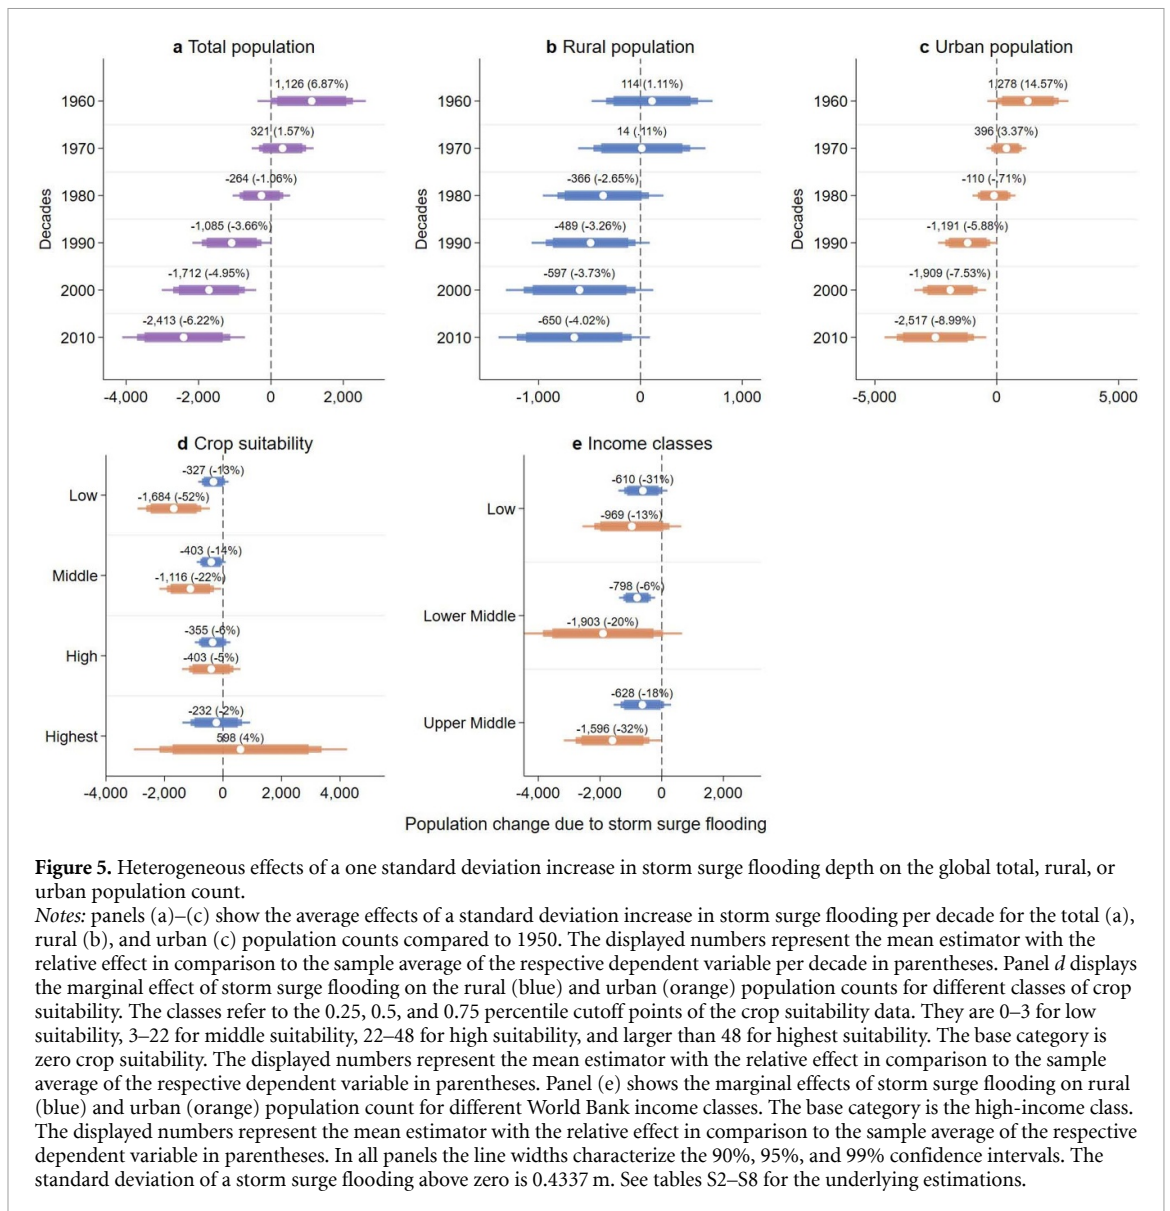 a Total population
1,126 (6.87%)
321 (1.57%)
-264 (-1.06%)
-1,085 (-3.66%)
-1,712 (-4.95%)
-2,413 (-6.22%)
Decades
1960
1970
1980
1990
2000
2010
-4,000 -2,000 0 2,000
b Rural population
114 (1.11%)
14 (.11%)
-366 (-2.65%)
-489 (-3.26%)
-597 (-3.73%)
-650 (-4.02%)
Decades
1960
1970
1980
1990
2000
2010
-1,000 0 1,000
c Urban population
1,278 (14.57%)
396 (3.37%)
-110 (-.71%)
-1,191 (-5.88%)
-1,909 (-7.53%)
-2,517 (-8.99%)
Decades
1960
1970
1980
1990
2000
2010
-5,000 0 5,000
d Crop suitability
-327 (-13%)
Low
-1,684 (-52%)
-403 (-14%)
Middle
-1,116 (-22%)
-355 (-6%)
High
-403 (-5%)
-232 (-2%)
Highest
598 (4%)
-4,000 -2,000 0 2,000 4,000
e Income classes
-610 (-31%)
Low
-969 (-13%)
-798 (-6%)
Lower Middle
-1,903 (-20%)
-628 (-18%)
Upper Middle
-1,596 (-32%)
-4,000 -2,000 0 2,000
Population change due to storm surge flooding
Figure 5. Heterogeneous effects of a one standard deviation increase in storm surge flooding depth on the global total, rural, or
urban population count.
Notes: panels (a)–(c) show the average effects of a standard deviation increase in storm surge flooding per decade for the total (a),
rural (b), and urban (c) population counts compared to 1950. The displayed numbers represent the mean estimator with the
relative effect in comparison to the sample average of the respective dependent variable per decade in parentheses. Panel d displays
the marginal effect of storm surge flooding on the rural (blue) and urban (orange) population counts for different classes of crop
suitability. The classes refer to the 0.25, 0.5, and 0.75 percentile cutoff points of the crop suitability data. They are 0–3 for low
suitability, 3–22 for middle suitability, 22–48 for high suitability, and larger than 48 for highest suitability. The base category is
zero crop suitability. The displayed numbers represent the mean estimator with the relative effect in comparison to the sample
average of the respective dependent variable in parentheses. Panel (e) shows the marginal effects of storm surge flooding on rural
(blue) and urban (orange) population count for different World Bank income classes. The base category is the high-income class.
The displayed numbers represent the mean estimator with the relative effect in comparison to the sample average of the respective
dependent variable in parentheses. In all panels the line widths characterize the 90%, 95%, and 99% confidence intervals. The
standard deviation of a storm surge flooding above zero is 0.4337 m. See tables S2–S8 for the underlying estimations.